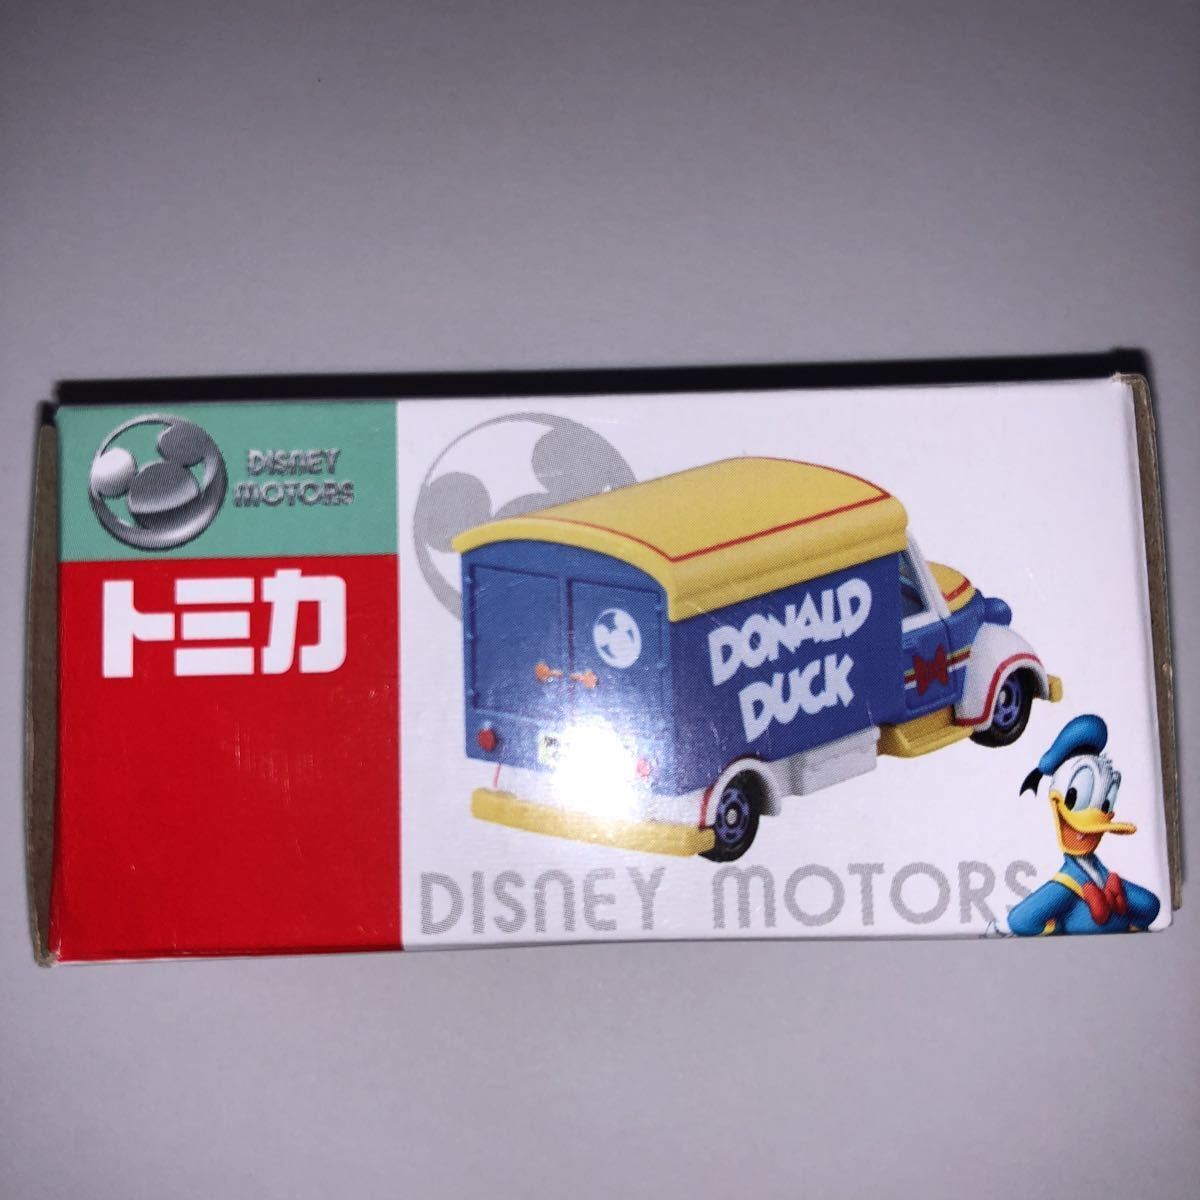 DISNEY
MOTORS
トミカ
DONALD
DUCK
DISNEY MOTORS